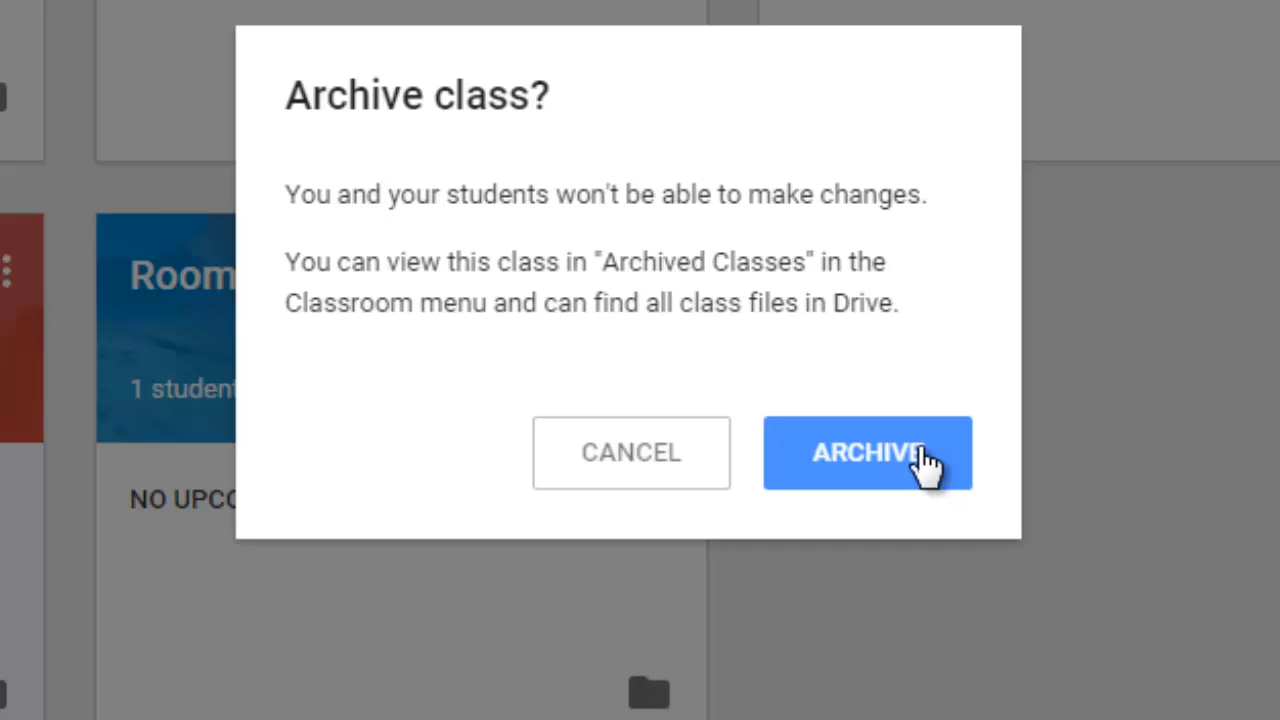 Archive class?
You and your students won't be able to make changes.
You can view this class in "Archived Classes" in the
Classroom menu and can find all class files in Drive.
CANCEL
ARCHIVE
Room
1 student
NO UPCO